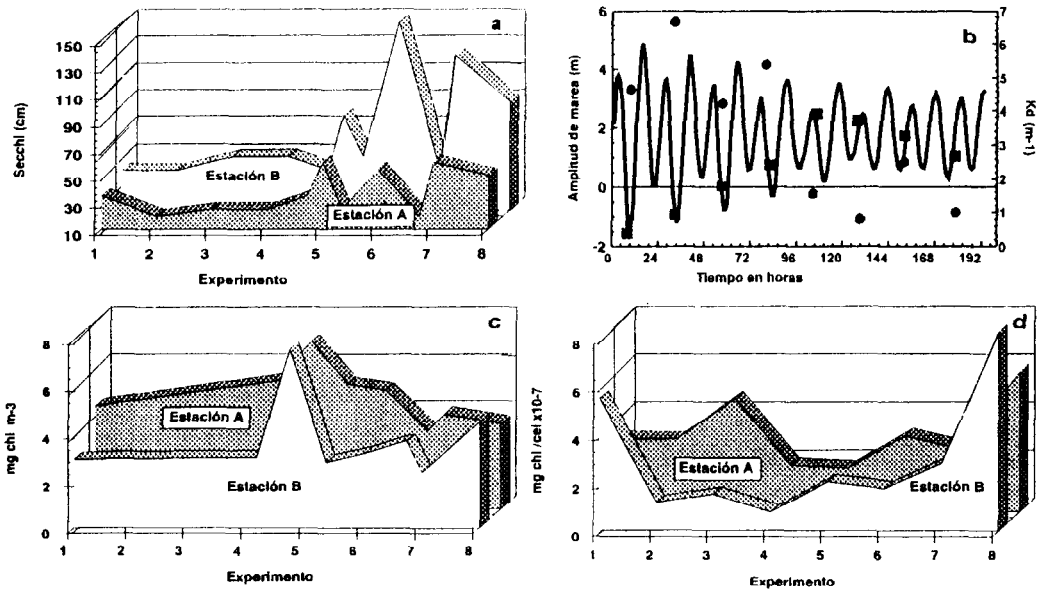 a
150
130
110
90
70
50
30
10
Secchi (cm)
Estación B
Estación A
1 2 3 4 5 6 7 8
Experimento
b
6
4
2
0
-2
Amplitud de marea (m)
7
6
5
4
3
2
1
0
Kd (m-1)
0 24 48 72 96 120 144 168 192
Tiempo en horas
c
8
6
4
2
0
mg chl m-3
Estación A
Estación B
1 2 3 4 5 6 7 8
Experimento
d
8
6
4
2
0
mg chl /cel x10-7
Estación A
Estación B
1 2 3 4 5 6 7 8
Experimento